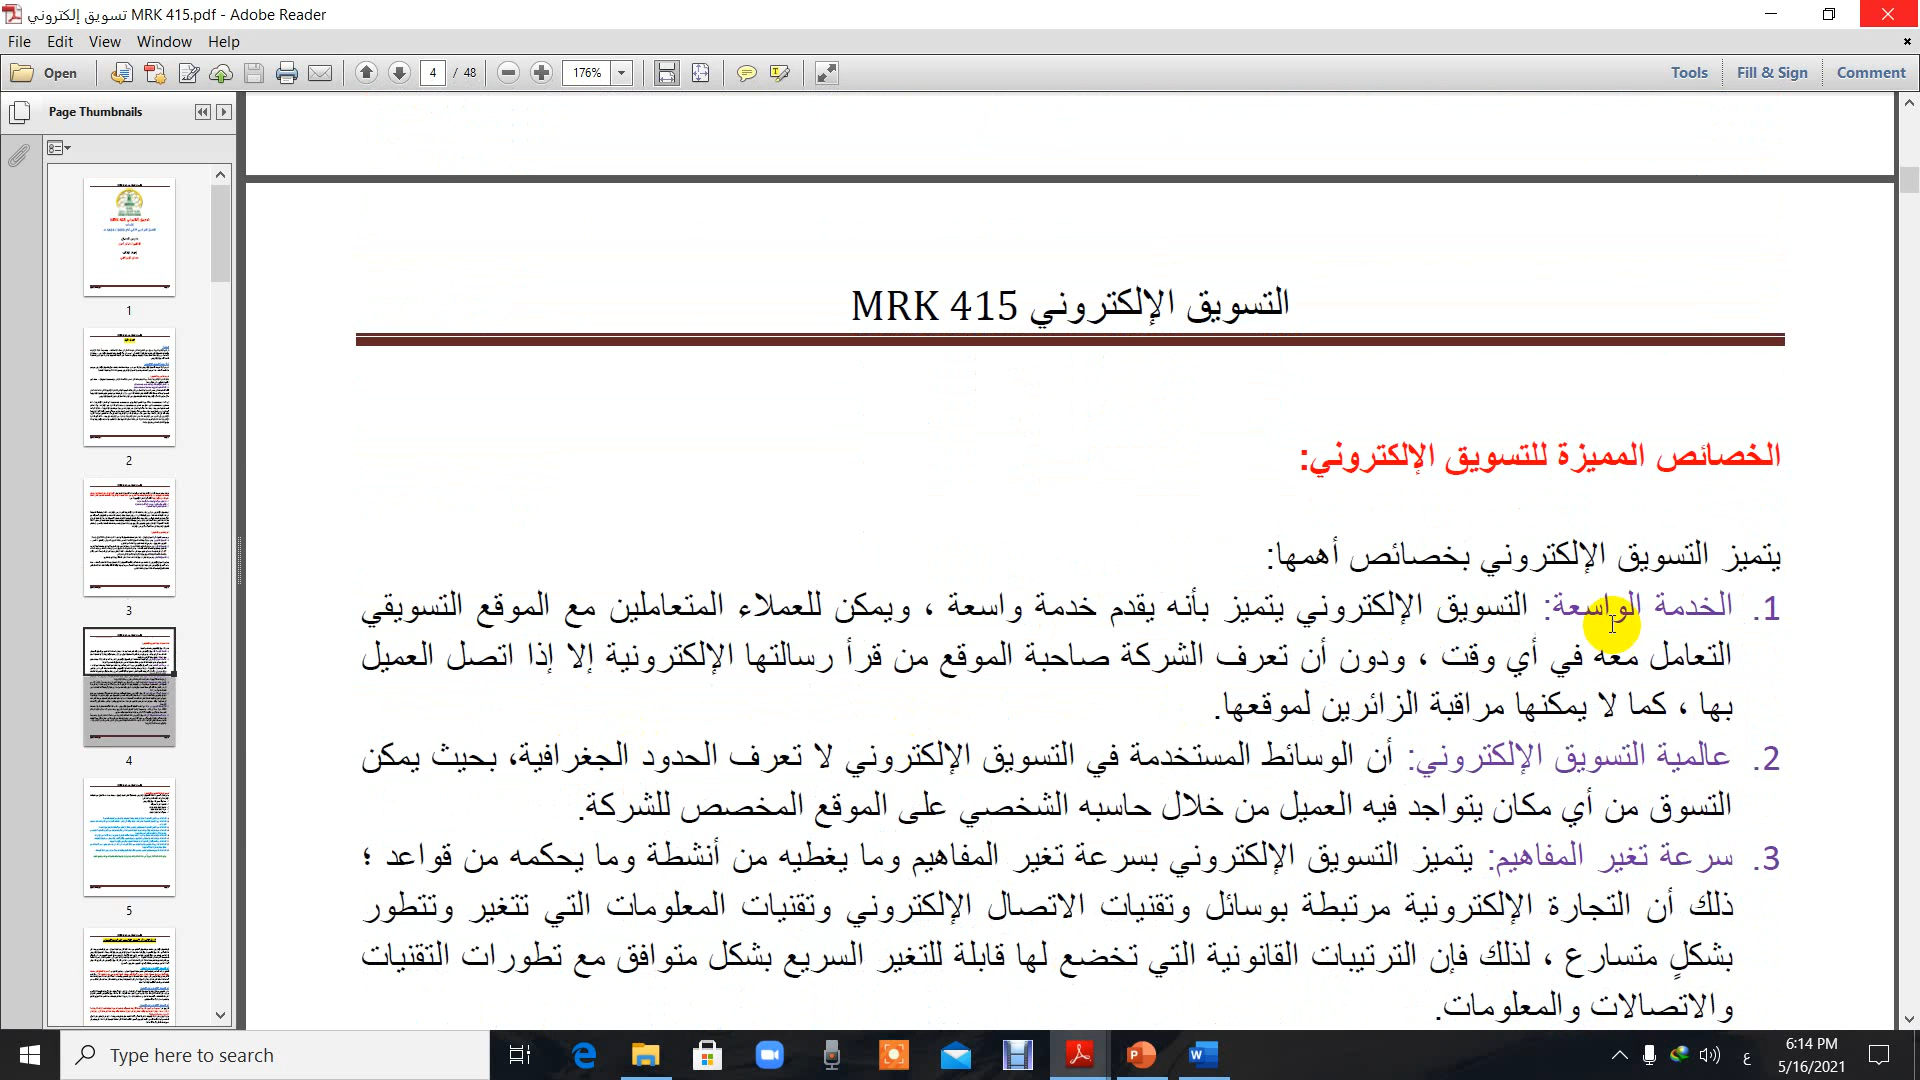 تسويق إلكتروني MRK 415.pdf - Adobe Reader
File Edit View Window Help
Open 4 / 48 176% Tools Fill & Sign Comment
Page Thumbnails
1
2
3
4
5
التسويق الإلكتروني MRK 415
الخصائص المميزة للتسويق الإلكتروني:
يتميز التسويق الإلكتروني بخصائص أهمها:
1. الخدمة الواسعة: التسويق الإلكتروني يتميز بأنه يقدم خدمة واسعة ، ويمكن للعملاء المتعاملين مع الموقع التسويقي
التعامل معه في أي وقت ، ودون أن تعرف الشركة صاحبة الموقع من قرأ رسالتها الإلكترونية إلا إذا اتصل العميل
بها ، كما لا يمكنها مراقبة الزائرين لموقعها.
2. عالمية التسويق الإلكتروني: أن الوسائط المستخدمة في التسويق الإلكتروني لا تعرف الحدود الجغرافية، بحيث يمكن
التسوق من أي مكان يتواجد فيه العميل من خلال حاسبه الشخصي على الموقع المخصص للشركة.
3. سرعة تغير المفاهيم: يتميز التسويق الإلكتروني بسرعة تغير المفاهيم وما يغطيه من أنشطة وما يحكمه من قواعد ؛
ذلك أن التجارة الإلكترونية مرتبطة بوسائل وتقنيات الاتصال الإلكتروني وتقنيات المعلومات التي تتغير وتتطور
بشكلٍ متسارع ، لذلك فإن الترتيبات القانونية التي تخضع لها قابلة للتغير السريع بشكل متوافق مع تطورات التقنيات
والاتصالات والمعلومات.
Type here to search
ع
6:14 PM
5/16/2021